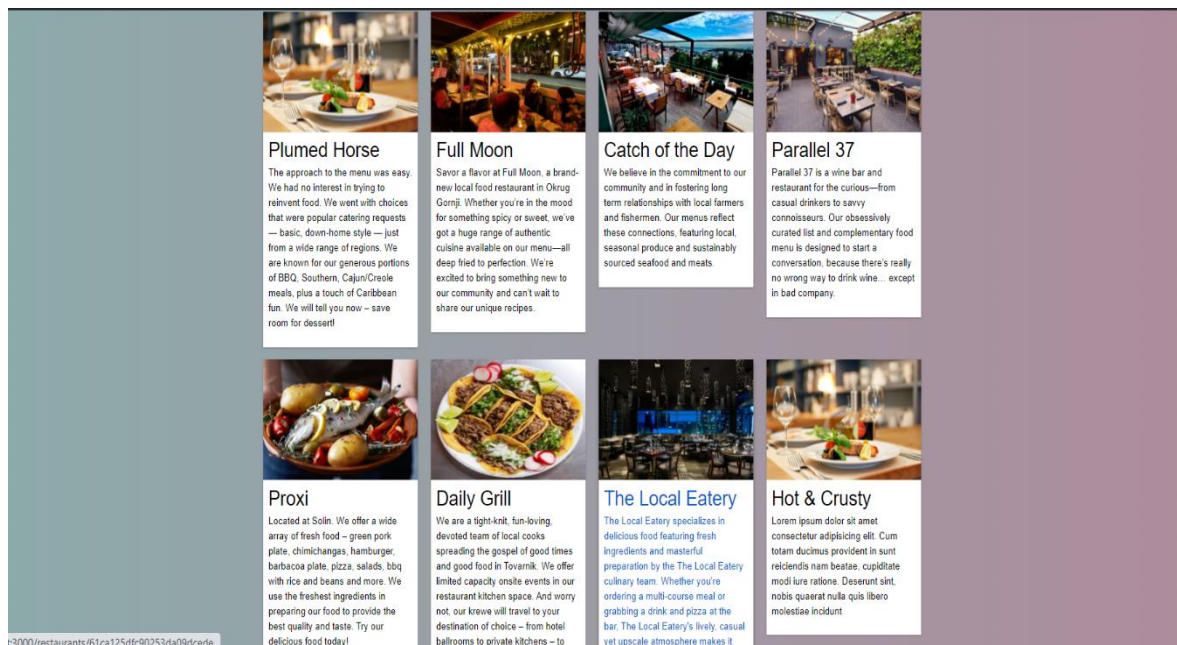 Plumed Horse
The approach to the menu was easy.
We had no interest in trying to
reinvent food. We went with choices
that were popular catering requests
— basic, down-home style — just
from a wide range of regions. We
are known for our generous portions
of BBQ, Southern, Cajun/Creole
meals, plus a touch of Caribbean
fun. We will tell you now – save
room for dessert!
Full Moon
Savor a flavor at Full Moon, a brand-
new local food restaurant in Okrug
Gornji. Whether you're in the mood
for something spicy or sweet, we've
got a huge range of authentic
cuisine available on our menu—all
deep fried to perfection. We're
excited to bring something new to
our community and can't wait to
share our unique recipes.
Catch of the Day
We believe in the commitment to our
community and in fostering long
term relationships with local farmers
and fishermen. Our menus reflect
these connections, featuring local,
seasonal produce and sustainably
sourced seafood and meats.
Parallel 37
Parallel 37 is a wine bar and
restaurant for the curious—from
casual drinkers to savvy
connoisseurs. Our obsessively
curated list and complementary food
menu is designed to start a
conversation, because there's really
no wrong way to drink wine… except
in bad company.
Proxi
Located at Solin. We offer a wide
array of fresh food – green pork
plate, chimichangas, hamburger,
barbacoa plate, pizza, salads, bbq
with rice and beans and more. We
use the freshest ingredients in
preparing our food to provide the
best quality and taste. Try our
delicious food today!
Daily Grill
We are a tight-knit, fun-loving,
devoted team of local cooks
spreading the gospel of good times
and good food in Tovarnik. We offer
limited capacity onsite events in our
restaurant kitchen space. And worry
not, our krewe will travel to your
destination of choice – from hotel
ballrooms to private kitchens – to
The Local Eatery
The Local Eatery specializes in
delicious food featuring fresh
ingredients and masterful
preparation by the The Local Eatery
culinary team. Whether you're
ordering a multi-course meal or
grabbing a drink and pizza at the
bar, The Local Eatery's lively, casual
yet upscale atmosphere makes it
Hot & Crusty
Lorem ipsum dolor sit amet
consectetur adipisicing elit. Cum
totam ducimus provident in sunt
reiciendis nam beatae, cupiditate
modi iure ratione. Deserunt sint,
nobis quaerat nulla quis libero
molestiae incidunt
t:3000/restaurants/61ca125dfc90253da09dcede